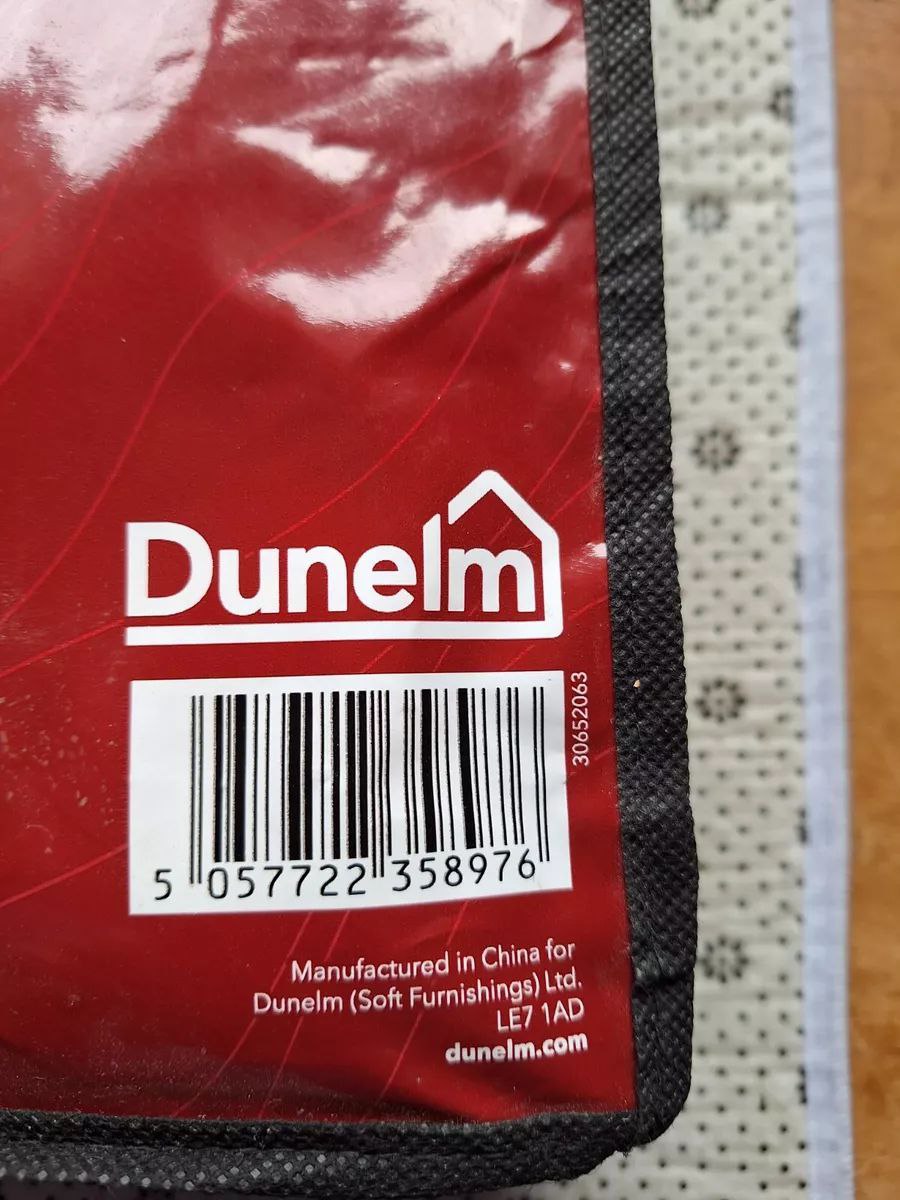 Dunelm
30652063
5 057722 358976
Manufactured in China for
Dunelm (Soft Furnishings) Ltd.
LE7 1AD
dunelm.com